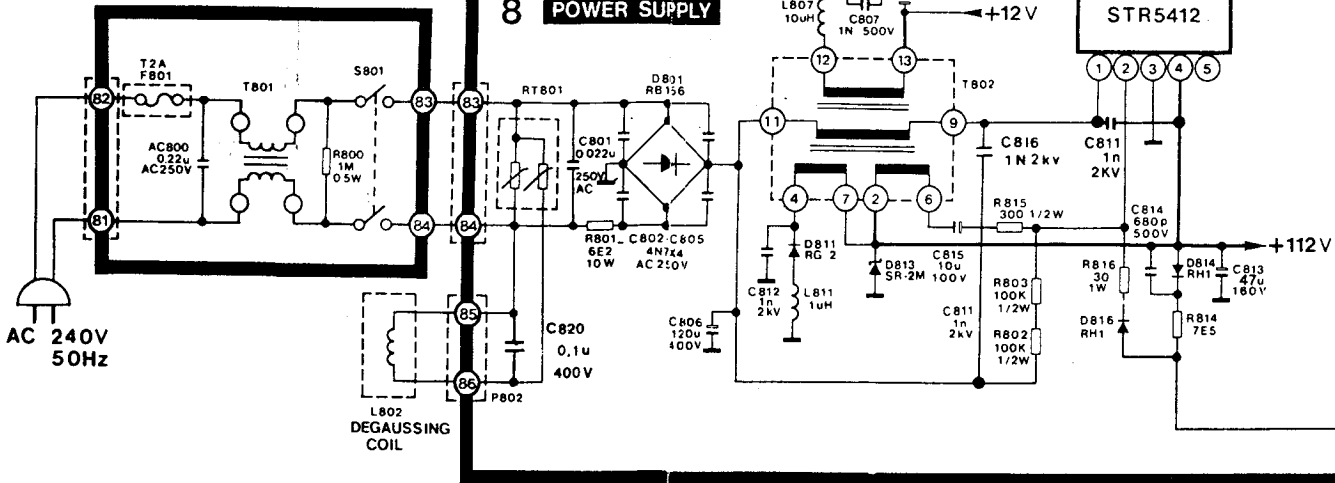 8 POWER SUPPLY
L807
10uH
C807
1N 500V
+12V
STR5412
1 2 3 4 5
12 13
T802
11 9
4 7 2 6
T2A
F801
T801
S801
82
83
83
81
84
84
AC800
0.22u
AC250V
R800
1M
0.5W
RT801
C801
0.022u
250V
AC
D801
RB156
R801
6E2
10W
C802-C805
4N7X4
AC 250V
C816
1N 2kv
C811
1n
2KV
R815
300 1/2W
C814
680p
500V
+112V
D811
RG 2
D813
SR-2M
C815
10u
100V
C812
1n
2kV
L811
1uH
C806
120u
400V
R803
100K
1/2W
R802
100K
1/2W
C811
1n
2kV
R816
30
1W
D816
RH1
D814
RH1
R814
7E5
C813
47u
160V
AC 240V
50Hz
85
86
C820
0,1u
400V
P802
L802
DEGAUSSING
COIL